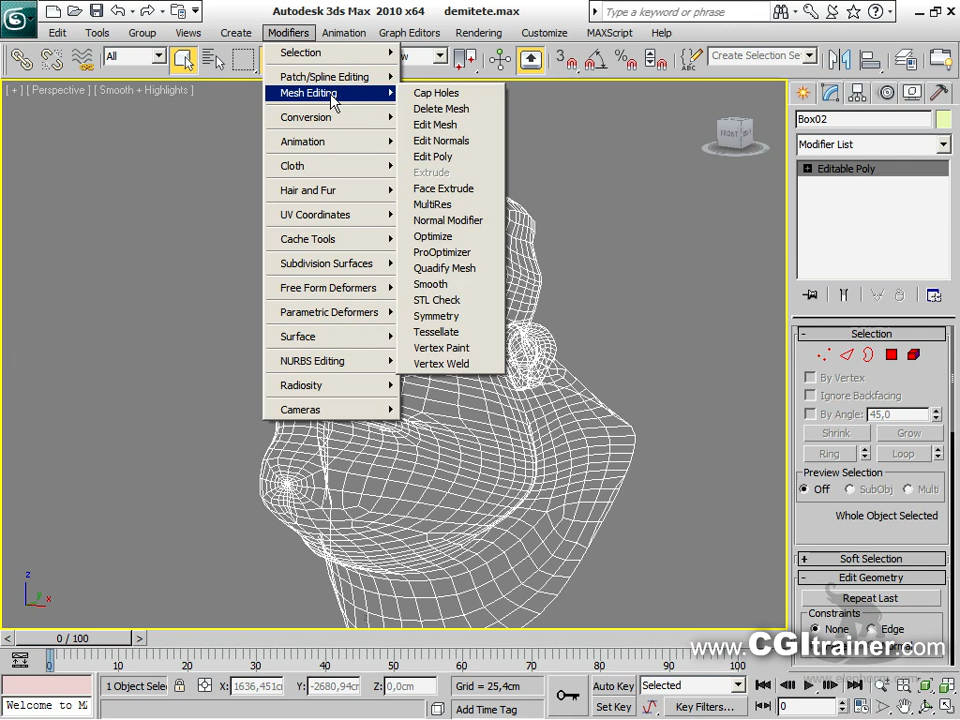 Autodesk 3ds Max 2010 x64 demitete.max
Type a keyword or phrase
Edit Tools Group Views Create Modifiers Animation Graph Editors Rendering Customize MAXScript Help
All
Create Selection Se
[ + ] [ Perspective ] [ Smooth + Highlights ]
Selection
Patch/Spline Editing
Mesh Editing
Conversion
Animation
Cloth
Hair and Fur
UV Coordinates
Cache Tools
Subdivision Surfaces
Free Form Deformers
Parametric Deformers
Surface
NURBS Editing
Radiosity
Cameras
Cap Holes
Delete Mesh
Edit Mesh
Edit Normals
Edit Poly
Extrude
Face Extrude
MultiRes
Normal Modifier
Optimize
ProOptimizer
Quadify Mesh
Smooth
STL Check
Symmetry
Tessellate
Vertex Paint
Vertex Weld
FRONT
Box02
Modifier List
Editable Poly
Selection
By Vertex
Ignore Backfacing
By Angle: 45,0
Shrink Grow
Ring Loop
Preview Selection
Off SubObj Multi
Whole Object Selected
Soft Selection
Edit Geometry
Repeat Last
Constraints
None Edge
www.CGItrainer.com
z
x
0 / 100
0 10 20 30 40 50 60 70 80 90 100
1 Object Selec X: 1636,451c Y: -2680,94cm Z: 0,0cm Grid = 25,4cm Auto Key Selected
Welcome to MA Add Time Tag Set Key Key Filters... 0